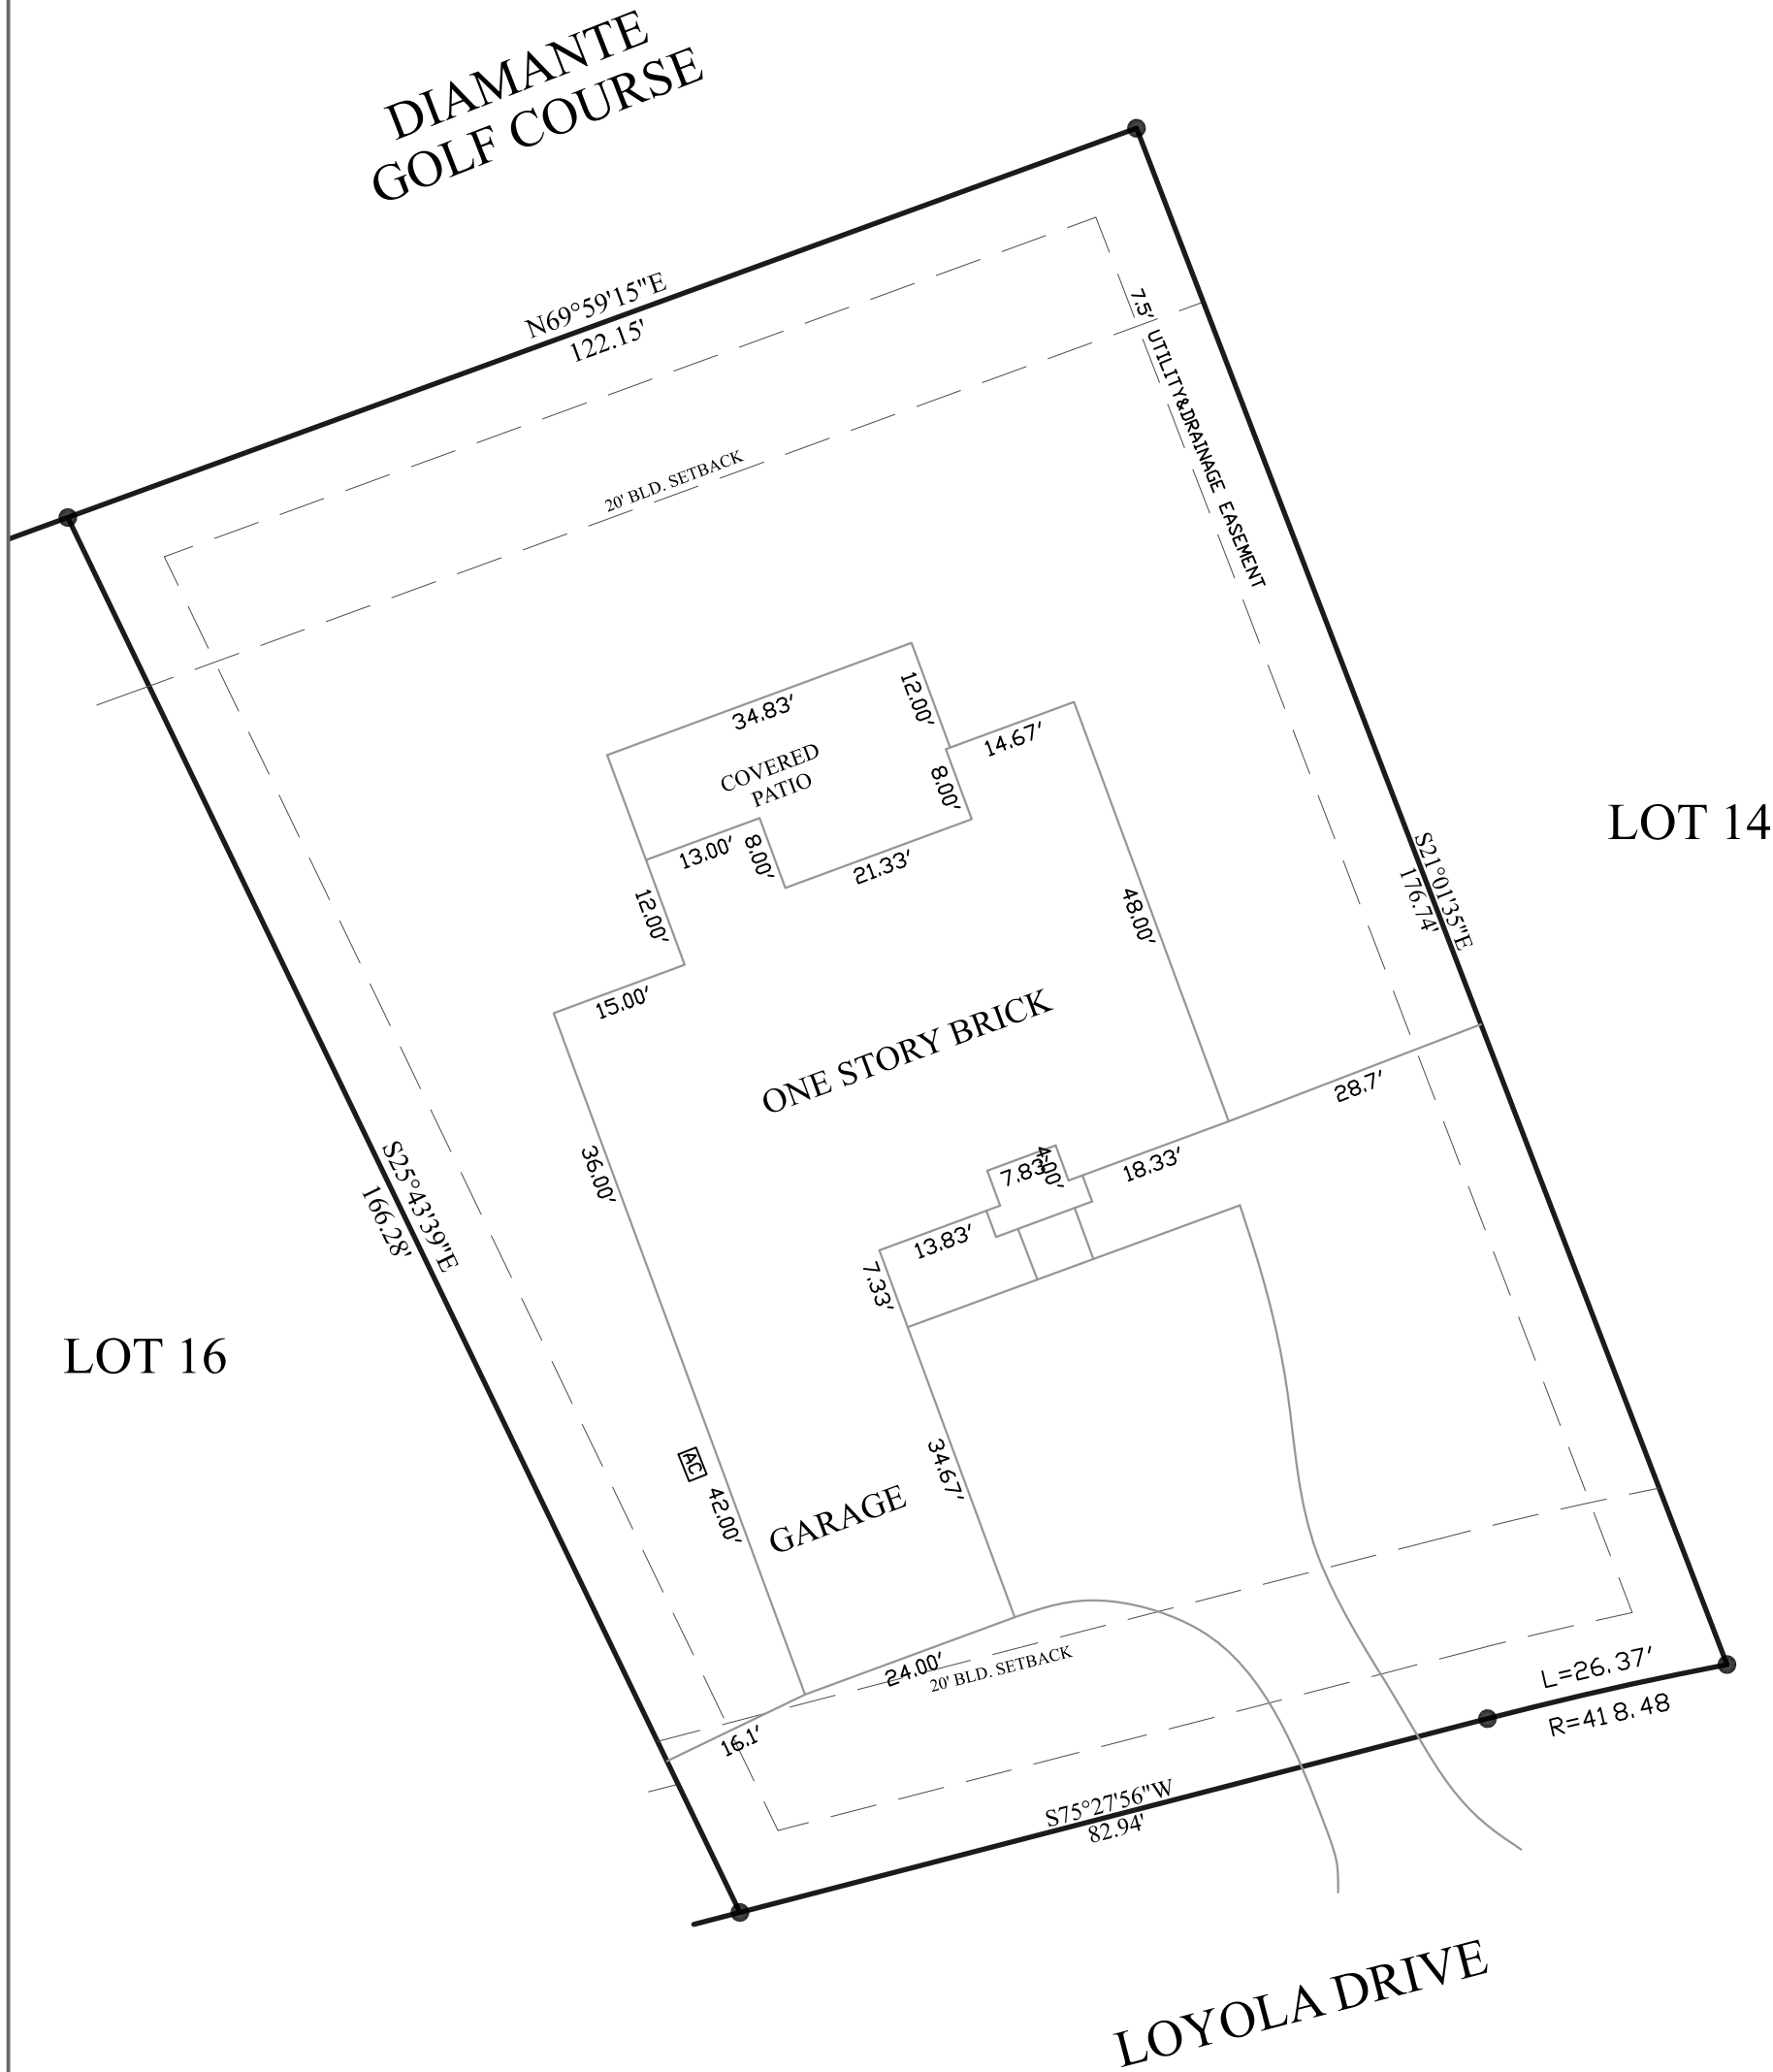 DIAMANTE
GOLF COURSE
N69°59'15"E
122.15'
7.5' UTILITY&DRAINAGE EASEMENT
20' BLD. SETBACK
34.83'
12.00'
14.67'
COVERED
PATIO
8.00'
13.00'
8.00'
21.33'
12.00'
48.00'
LOT 14
S21°01'35"E
176.74'
15.00'
ONE STORY BRICK
28.7'
36.00'
7.83'
4.00'
18.33'
S25°43'39"E
166.28'
13.83'
7.33'
LOT 16
34.67'
AC
42.00'
GARAGE
24.00'
20' BLD. SETBACK
16.1'
L=26.37'
R=418.48
S75°27'56"W
82.94'
LOYOLA DRIVE